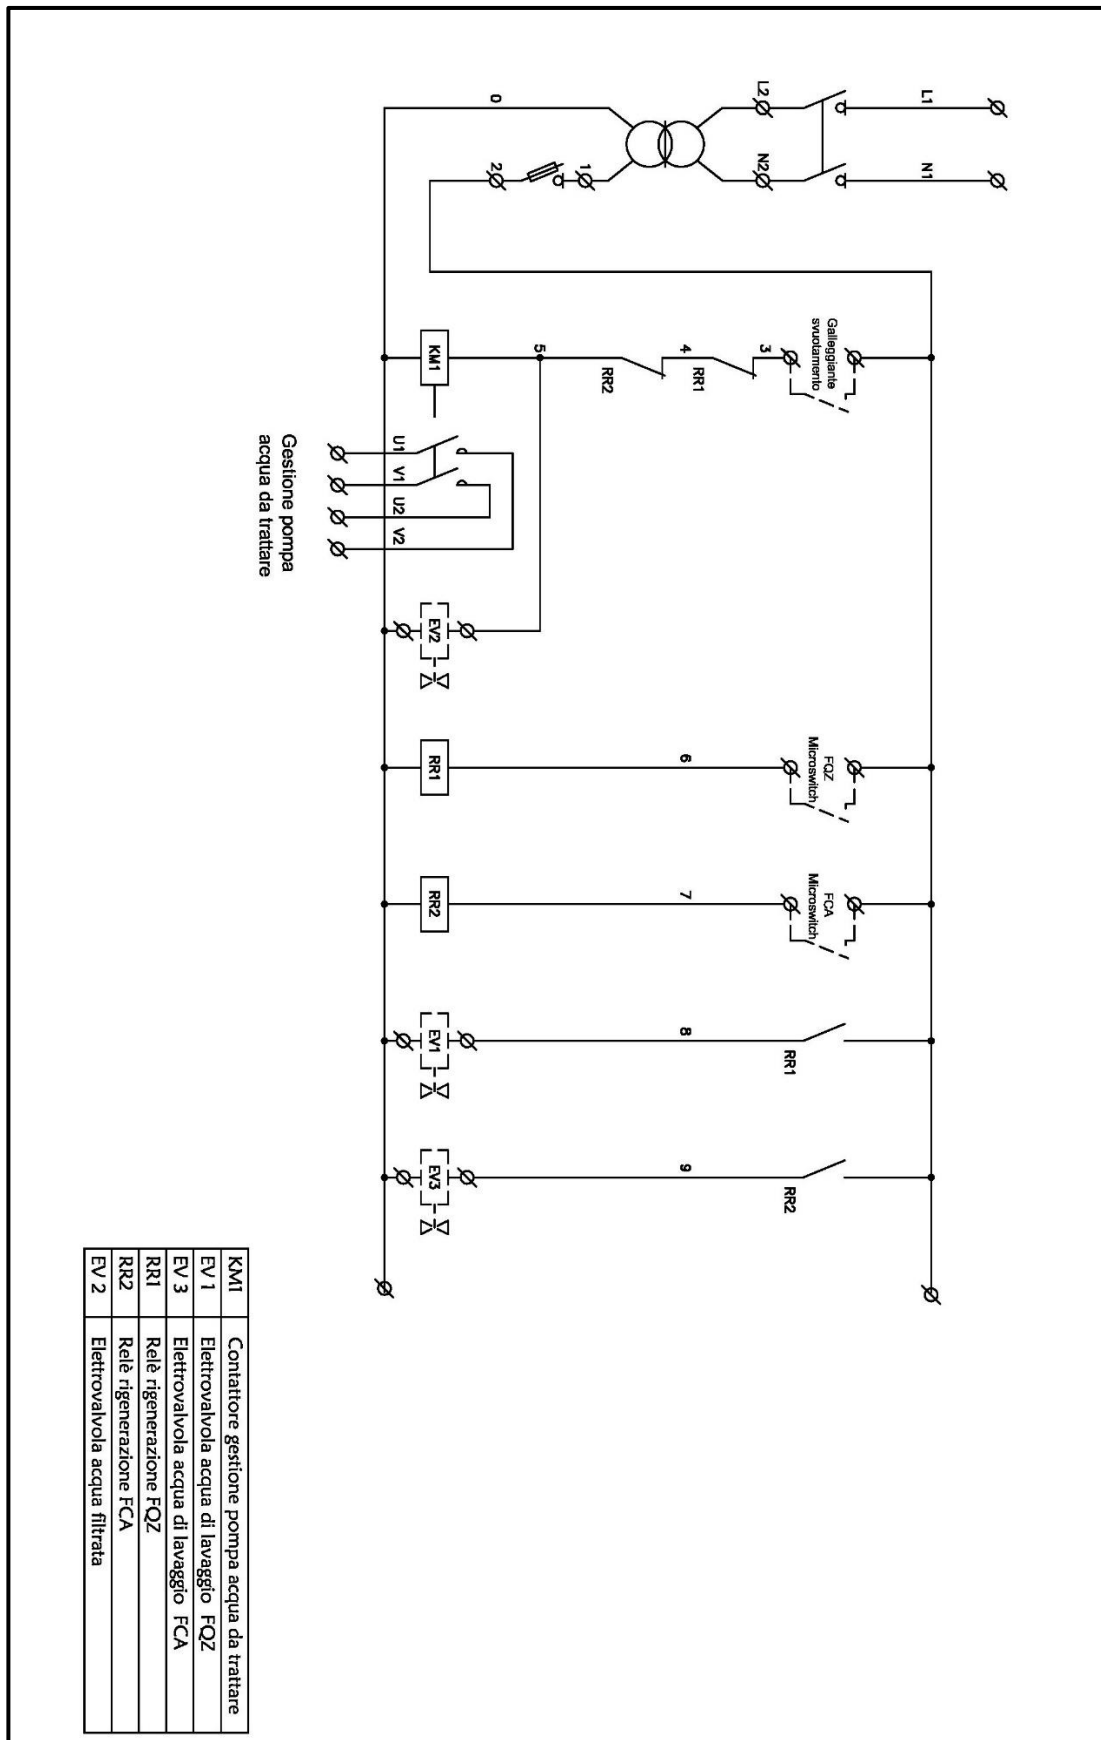 L1
N1
L2
N2
0
1
2
Galleggiante
svuotamento
3
RR1
4
RR2
5
KM1
U1
V1
U2
V2
Gestione pompa
acqua da trattare
EV2
FQZ
Microswitch
6
RR1
FCA
Microswitch
7
RR2
RR1
8
EV1
RR2
9
EV3
KM1 Contattore gestione pompa acqua da trattare
EV 1 Elettrovalvola acqua di lavaggio FQZ
EV 3 Elettrovalvola acqua di lavaggio FCA
RR1 Relè rigenerazione FQZ
RR2 Relè rigenerazione FCA
EV 2 Elettrovalvola acqua filtrata